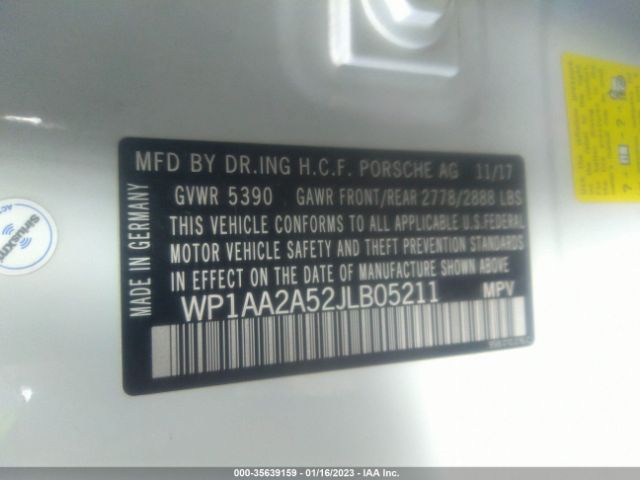 MFD BY DR.ING H.C.F. PORSCHE AG 11/17
GVWR 5390 GAWR FRONT/REAR 2778/2888 LBS
THIS VEHICLE CONFORMS TO ALL APPLICABLE U.S.FEDERAL
MOTOR VEHICLE SAFETY AND THEFT PREVENTION STANDARDS
IN EFFECT ON THE DATE OF MANUFACTURE SHOWN ABOVE.
WP1AA2A52JLB05211 MPV
MADE IN GERMANY
SiriusXM
000-35639159 - 01/16/2023 - IAA Inc.